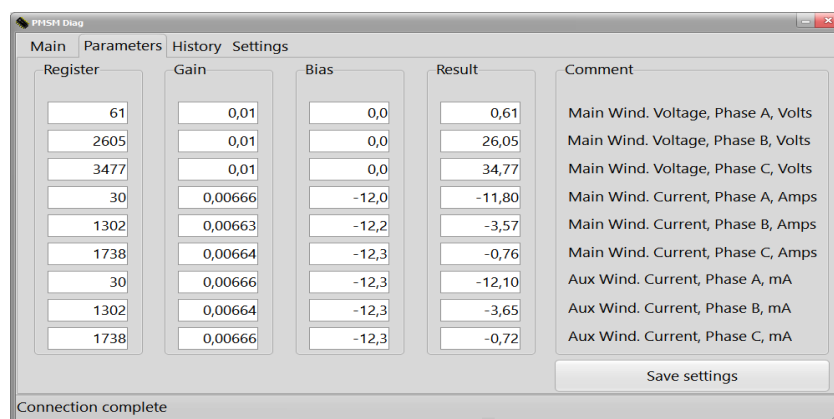 PMSM Diag
Main Parameters History Settings
Register Gain Bias Result Comment
61 0,01 0,0 0,61 Main Wind. Voltage, Phase A, Volts
2605 0,01 0,0 26,05 Main Wind. Voltage, Phase B, Volts
3477 0,01 0,0 34,77 Main Wind. Voltage, Phase C, Volts
30 0,00666 -12,0 -11,80 Main Wind. Current, Phase A, Amps
1302 0,00663 -12,2 -3,57 Main Wind. Current, Phase B, Amps
1738 0,00664 -12,3 -0,76 Main Wind. Current, Phase C, Amps
30 0,00666 -12,3 -12,10 Aux Wind. Current, Phase A, mA
1302 0,00664 -12,3 -3,65 Aux Wind. Current, Phase B, mA
1738 0,00666 -12,3 -0,72 Aux Wind. Current, Phase C, mA
Save settings
Connection complete